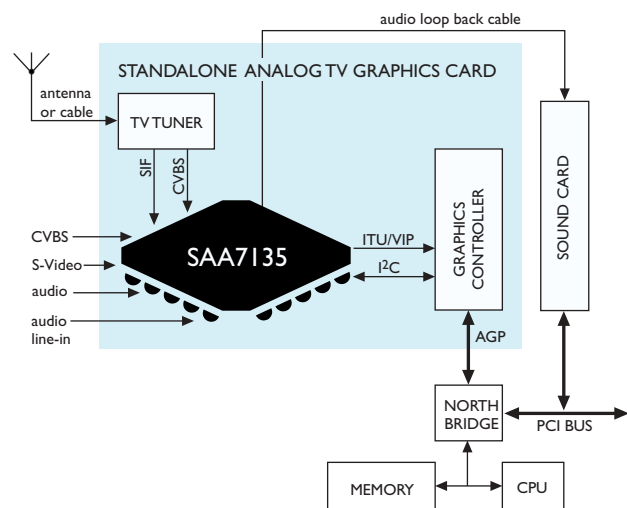 audio loop back cable
STANDALONE ANALOG TV GRAPHICS CARD
antenna
or cable
TV TUNER
SIF
CVBS
SOUND CARD
GRAPHICS
CONTROLLER
CVBS
S-Video
audio
audio
line-in
SAA7135
ITU/VIP
I²C
AGP
NORTH
BRIDGE
PCI BUS
MEMORY
CPU